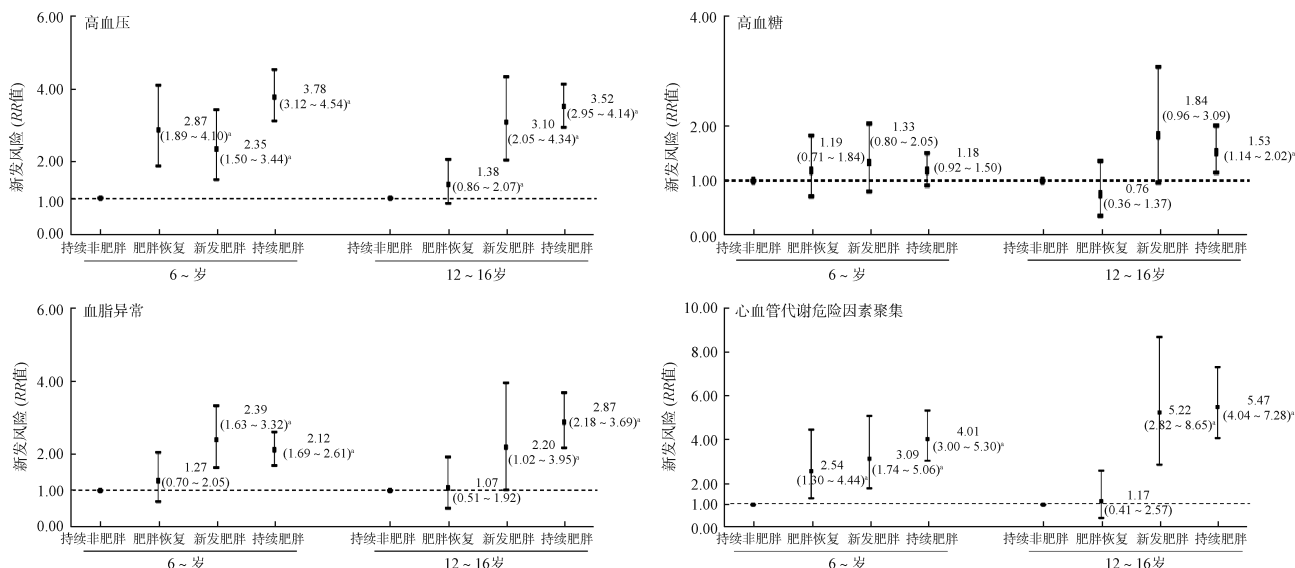 高血压
新发风险 (RR值)
6.00
4.00
2.00
1.00
0.00
2.87
(1.89 ~ 4.10)ᵃ
2.35
(1.50 ~ 3.44)ᵃ
3.78
(3.12 ~ 4.54)ᵃ
1.38
(0.86 ~ 2.07)ᵃ
3.10
(2.05 ~ 4.34)ᵃ
3.52
(2.95 ~ 4.14)ᵃ
持续非肥胖 肥胖恢复 新发肥胖 持续肥胖
持续非肥胖 肥胖恢复 新发肥胖 持续肥胖
6 ~ 岁
12 ~ 16岁
高血糖
新发风险 (RR值)
4.00
2.00
1.00
0.00
1.19
(0.71 ~ 1.84)
1.33
(0.80 ~ 2.05)
1.18
(0.92 ~ 1.50)
0.76
(0.36 ~ 1.37)
1.84
(0.96 ~ 3.09)
1.53
(1.14 ~ 2.02)ᵃ
持续非肥胖 肥胖恢复 新发肥胖 持续肥胖
持续非肥胖 肥胖恢复 新发肥胖 持续肥胖
6 ~ 岁
12 ~ 16岁
血脂异常
新发风险 (RR值)
6.00
4.00
2.00
1.00
0.00
1.27
(0.70 ~ 2.05)
2.39
(1.63 ~ 3.32)ᵃ
2.12
(1.69 ~ 2.61)ᵃ
1.07
(0.51 ~ 1.92)
2.20
(1.02 ~ 3.95)ᵃ
2.87
(2.18 ~ 3.69)ᵃ
持续非肥胖 肥胖恢复 新发肥胖 持续肥胖
持续非肥胖 肥胖恢复 新发肥胖 持续肥胖
6 ~ 岁
12 ~ 16岁
心血管代谢危险因素聚集
新发风险 (RR值)
10.00
8.00
6.00
4.00
2.00
1.00
0.00
2.54
(1.30 ~ 4.44)ᵃ
3.09
(1.74 ~ 5.06)ᵃ
4.01
(3.00 ~ 5.30)ᵃ
1.17
(0.41 ~ 2.57)
5.22
(2.82 ~ 8.65)ᵃ
5.47
(4.04 ~ 7.28)ᵃ
持续非肥胖 肥胖恢复 新发肥胖 持续肥胖
持续非肥胖 肥胖恢复 新发肥胖 持续肥胖
6 ~ 岁
12 ~ 16岁